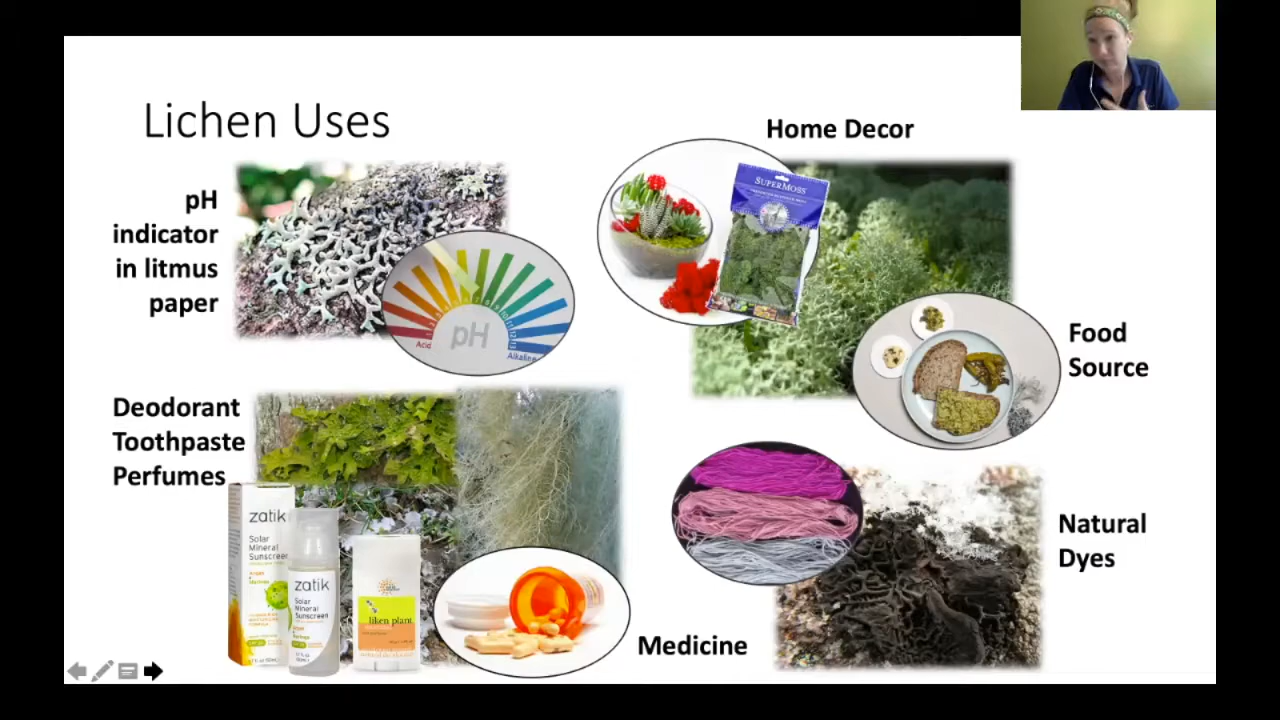 Lichen Uses
Home Decor
pH
indicator
in litmus
paper
SUPERMOSS
pH
Acid
Alkaline
Food
Source
Deodorant
Toothpaste
Perfumes
zatik
Solar
Mineral
Sunscreen
zatik
Solar
Mineral
Sunscreen
liken plant
Medicine
Natural
Dyes